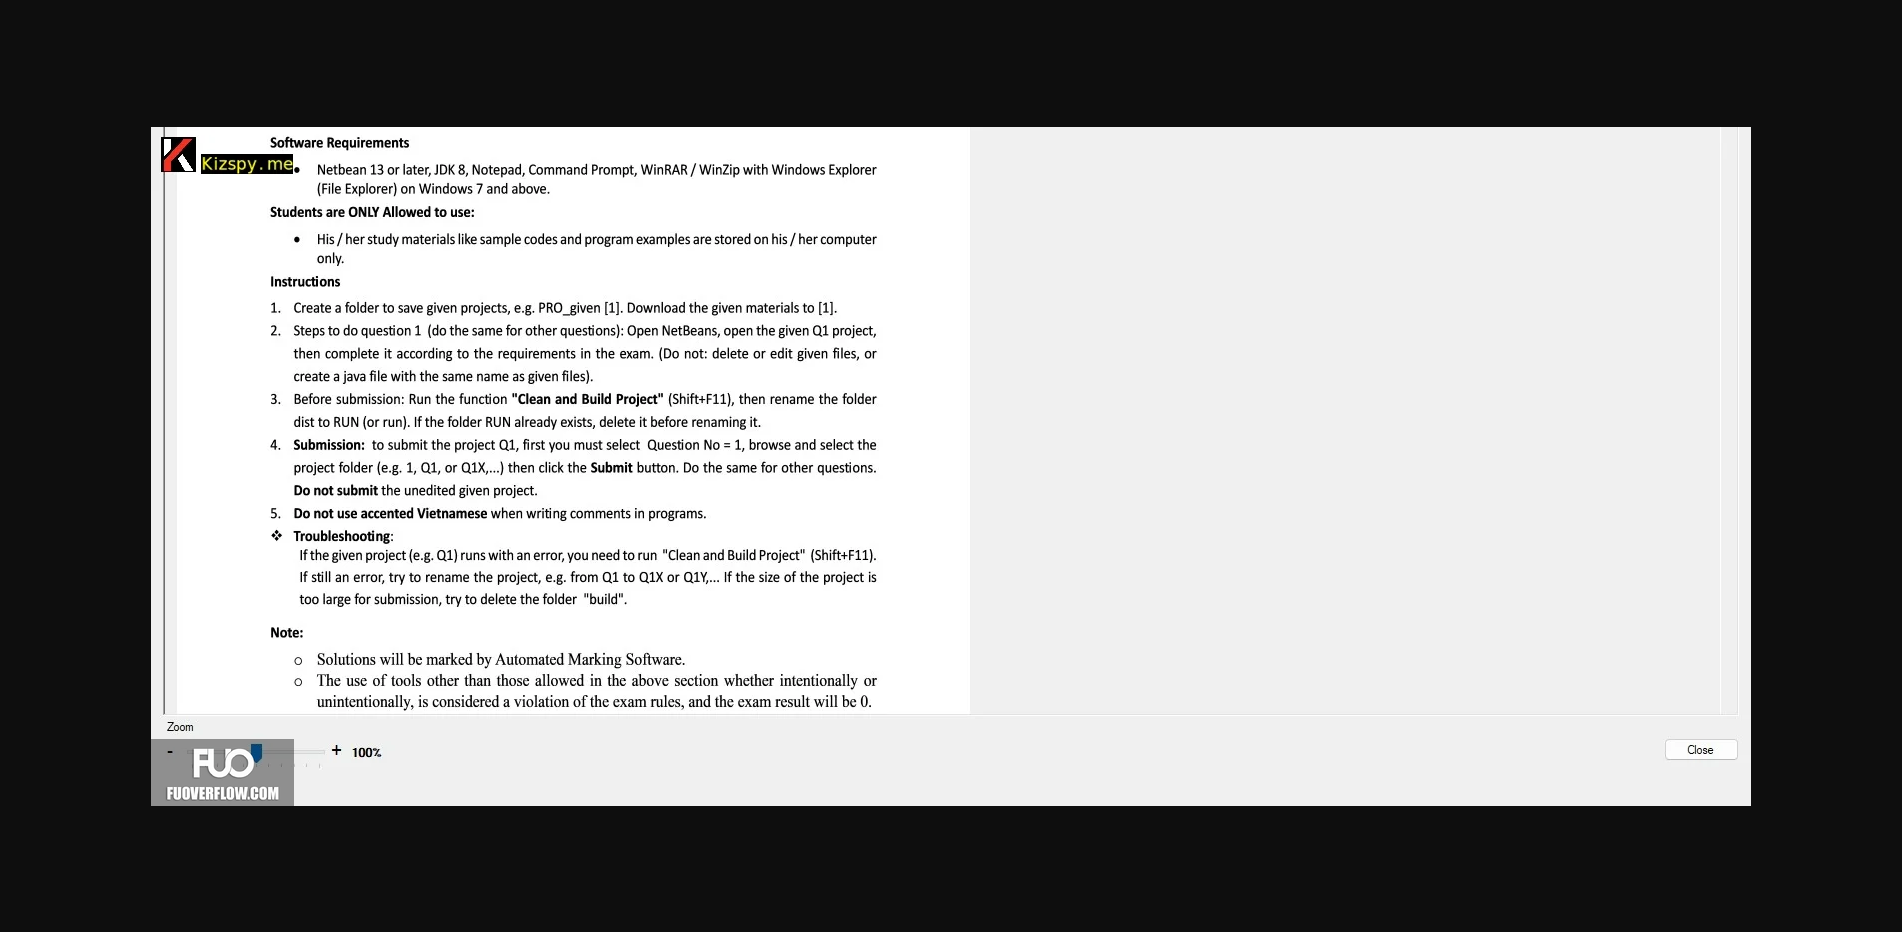 Software Requirements
Kizspy.me
• Netbean 13 or later, JDK 8, Notepad, Command Prompt, WinRAR / WinZip with Windows Explorer
(File Explorer) on Windows 7 and above.
Students are ONLY Allowed to use:
• His / her study materials like sample codes and program examples are stored on his / her computer
only.
Instructions
1. Create a folder to save given projects, e.g. PRO_given [1]. Download the given materials to [1].
2. Steps to do question 1 (do the same for other questions): Open NetBeans, open the given Q1 project,
then complete it according to the requirements in the exam. (Do not: delete or edit given files, or
create a java file with the same name as given files).
3. Before submission: Run the function "Clean and Build Project" (Shift+F11), then rename the folder
dist to RUN (or run). If the folder RUN already exists, delete it before renaming it.
4. Submission: to submit the project Q1, first you must select Question No = 1, browse and select the
project folder (e.g. 1, Q1, or Q1X,...) then click the Submit button. Do the same for other questions.
Do not submit the unedited given project.
5. Do not use accented Vietnamese when writing comments in programs.
❖ Troubleshooting:
If the given project (e.g. Q1) runs with an error, you need to run "Clean and Build Project" (Shift+F11).
If still an error, try to rename the project, e.g. from Q1 to Q1X or Q1Y,... If the size of the project is
too large for submission, try to delete the folder "build".
Note:
o Solutions will be marked by Automated Marking Software.
o The use of tools other than those allowed in the above section whether intentionally or
unintentionally, is considered a violation of the exam rules, and the exam result will be 0.
Zoom
- + 100%
Close
FUO
FUOVERFLOW.COM